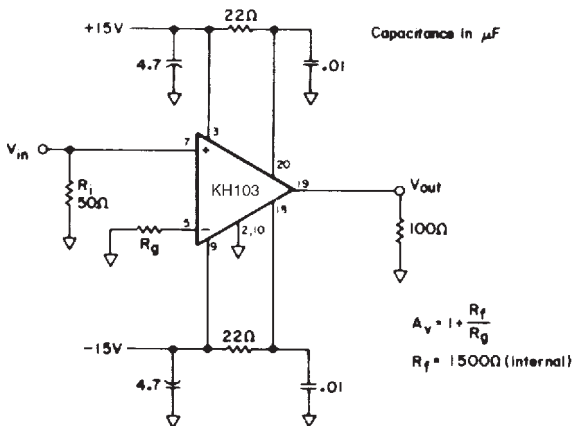 +15V
22Ω
Capacitance in μF
4.7
.01
3
V_in
7
+
20
KH103
19
V_out
R_i
50Ω
5
−
18
2,10
R_g
9
100Ω
A_v = 1 + R_f / R_g
R_f = 1500Ω (internal)
-15V
22Ω
4.7
.01